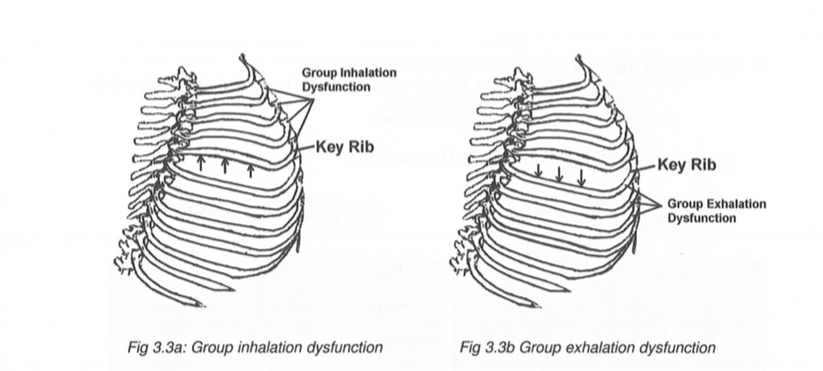 Group Inhalation
Dysfunction
Key Rib
Key Rib
Group Exhalation
Dysfunction
Fig 3.3a: Group inhalation dysfunction
Fig 3.3b Group exhalation dysfunction